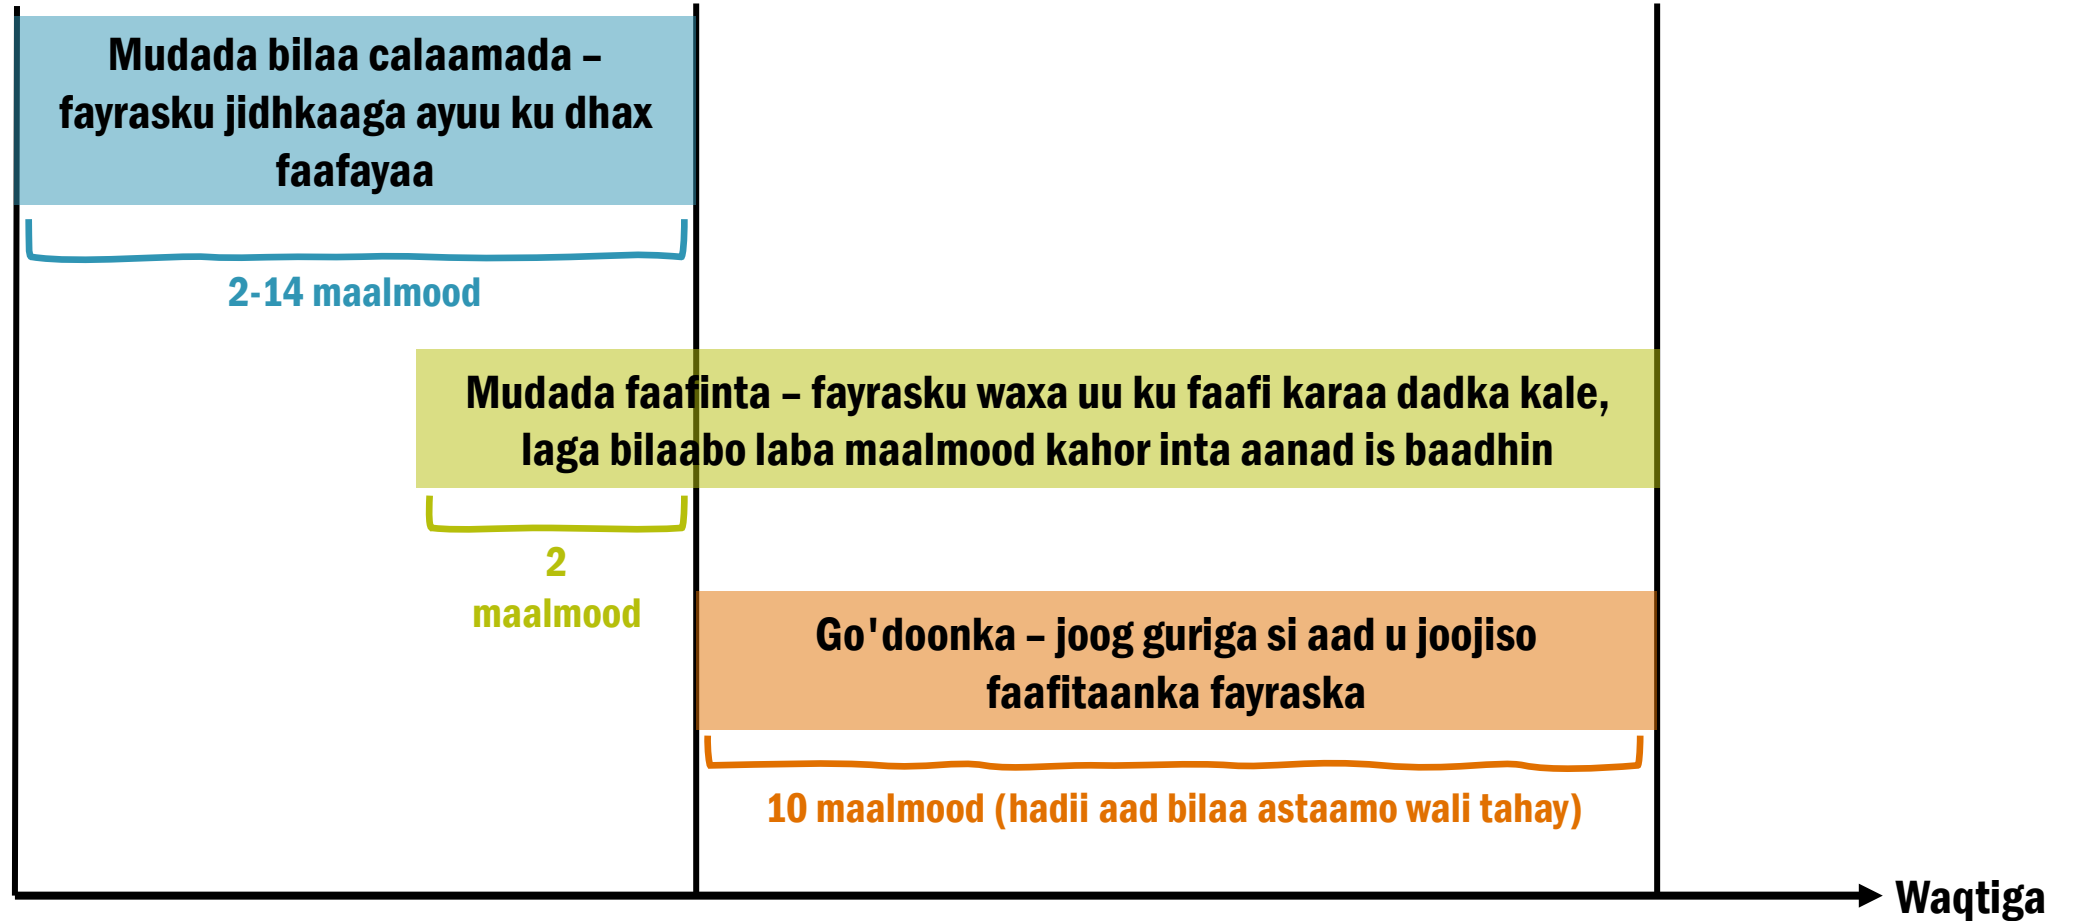 Mudada bilaa calaamada –
fayrasku jidhkaaga ayuu ku dhax
faafayaa
2-14 maalmood
Mudada faafinta – fayrasku waxa uu ku faafi karaa dadka kale,
laga bilaabo laba maalmood kahor inta aanad is baadhin
2
maalmood
Go'doonka – joog guriga si aad u joojiso
faafitaanka fayraska
10 maalmood (hadii aad bilaa astaamo wali tahay)
Waqtiga